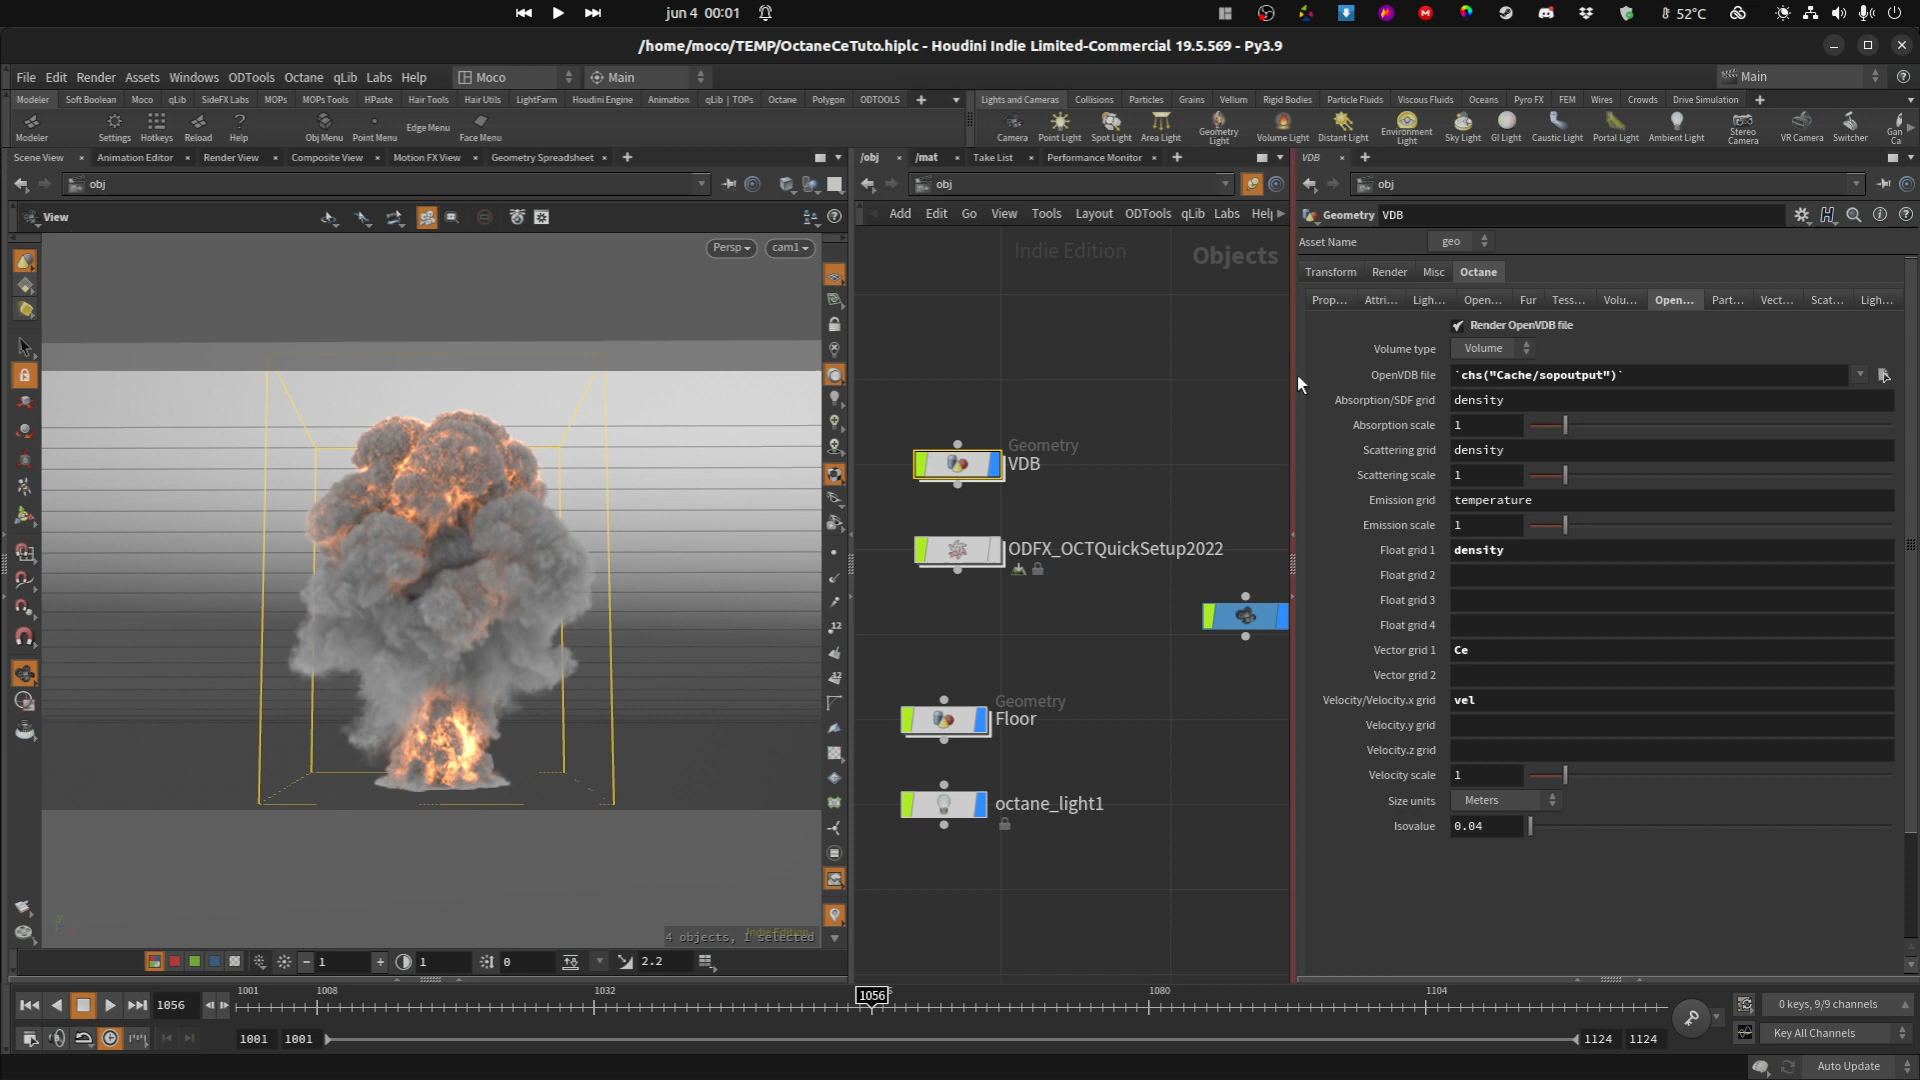 jun 4 00:01
52°C
/home/moco/TEMP/OctaneCeTuto.hiplc - Houdini Indie Limited-Commercial 19.5.569 - Py3.9
File Edit Render Assets Windows ODTools Octane qLib Labs Help Moco Main Main
Modeler Soft Boolean Moco qLib SideFX Labs MOPs MOPs Tools HPaste Hair Tools Hair Utils LightFarm Houdini Engine Animation qLib | TOPs Octane Polygon ODTOOLS
Lights and Cameras Collisions Particles Grains Vellum Rigid Bodies Particle Fluids Viscous Fluids Oceans Pyro FX FEM Wires Crowds Drive Simulation
Modeler Settings Hotkeys Reload Help Obj Menu Point Menu Edge Menu Face Menu
Camera Point Light Spot Light Area Light Geometry Light Volume Light Distant Light Environment Light Sky Light GI Light Caustic Light Portal Light Ambient Light Stereo Camera VR Camera Switcher Gan Ca
Scene View Animation Editor Render View Composite View Motion FX View Geometry Spreadsheet
/obj /mat Take List Performance Monitor
VDB
obj
obj
obj
View
Add Edit Go View Tools Layout ODTools qLib Labs Help
Geometry VDB
Asset Name geo
Transform Render Misc Octane
Prop... Attri... Ligh... Open... Fur Tess... Volu... Open... Part... Vect... Scat... Ligh...
Persp cam1
Indie Edition
Objects
Geometry
VDB
ODFX_OCTQuickSetup2022
Geometry
Floor
octane_light1
Render OpenVDB file
Volume type Volume
OpenVDB file `chs("Cache/sopoutput")`
Absorption/SDF grid density
Absorption scale 1
Scattering grid density
Scattering scale 1
Emission grid temperature
Emission scale 1
Float grid 1 density
Float grid 2
Float grid 3
Float grid 4
Vector grid 1 Ce
Vector grid 2
Velocity/Velocity.x grid vel
Velocity.y grid
Velocity.z grid
Velocity scale 1
Size units Meters
Isovalue 0.04
Indie Edition
4 objects, 1 selected
1 1 0 2.2
1056
1001 1008 1032 1056 1080 1104
0 keys, 9/9 channels
1001 1001 1124 1124
Key All Channels
Auto Update